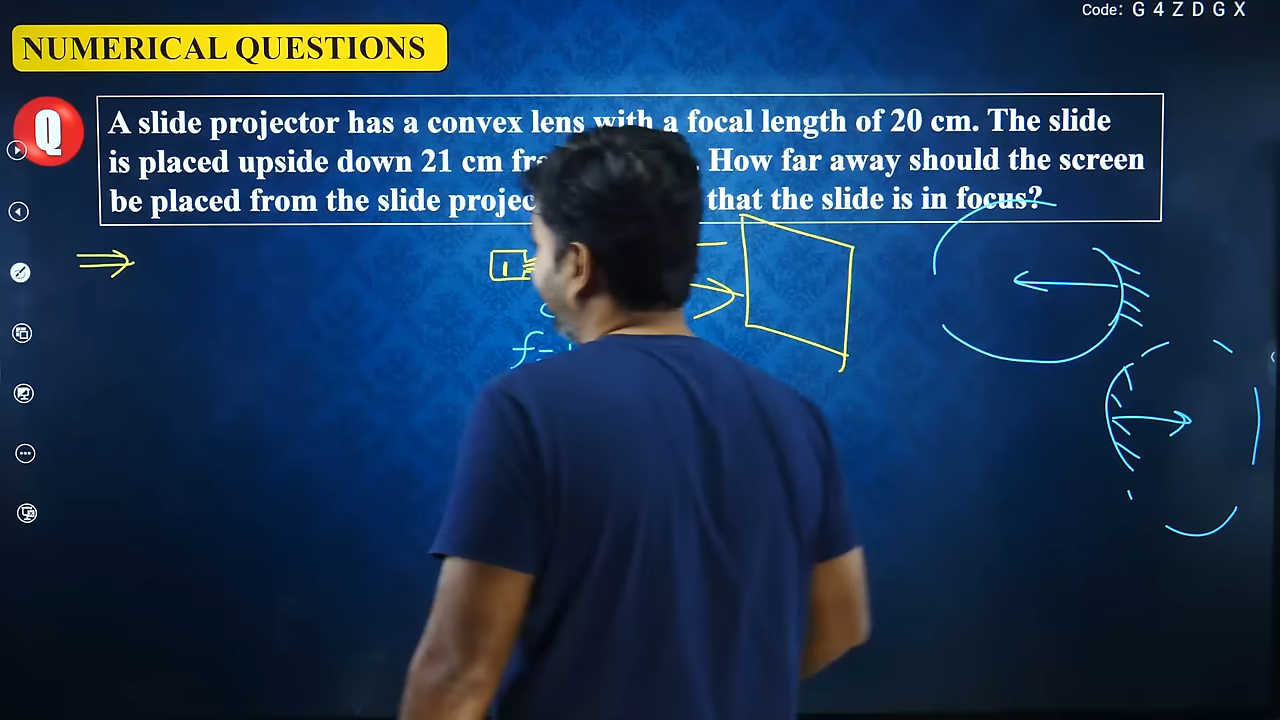 Code: G 4 Z D G X
NUMERICAL QUESTIONS
Q
A slide projector has a convex lens with a focal length of 20 cm. The slide
is placed upside down 21 cm How far away should the screen
be placed from the slide that the slide is in focus?
f=